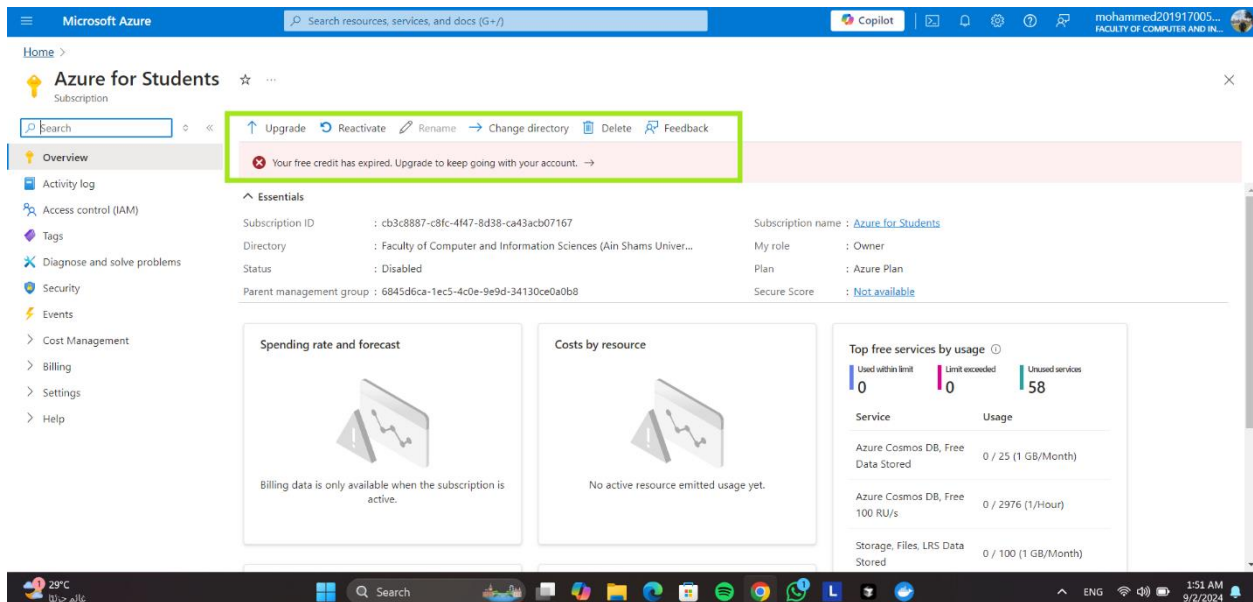 Microsoft Azure
Search resources, services, and docs (G+/)
Copilot
mohammed201917005...
FACULTY OF COMPUTER AND IN...
Home >
Azure for Students
Subscription
Search
Upgrade
Reactivate
Rename
Change directory
Delete
Feedback
Your free credit has expired. Upgrade to keep going with your account. →
Overview
Activity log
Access control (IAM)
Tags
Diagnose and solve problems
Security
Events
Cost Management
Billing
Settings
Help
Essentials
Subscription ID : cb3c8887-c8fc-4f47-8d38-ca43acb07167
Subscription name : Azure for Students
Directory : Faculty of Computer and Information Sciences (Ain Shams Univer...
My role : Owner
Status : Disabled
Plan : Azure Plan
Parent management group : 6845d6ca-1ec5-4c0e-9e9d-34130ce0a0b8
Secure Score : Not available
Spending rate and forecast
Billing data is only available when the subscription is
active.
Costs by resource
No active resource emitted usage yet.
Top free services by usage
Used within limit
0
Limit exceeded
0
Unused services
58
Service Usage
Azure Cosmos DB, Free
Data Stored
0 / 25 (1 GB/Month)
Azure Cosmos DB, Free
100 RU/s
0 / 2976 (1/Hour)
Storage, Files, LRS Data
Stored
0 / 100 (1 GB/Month)
1
29°C
غائم جزئيًا
Search
L
ENG
1:51 AM
9/2/2024